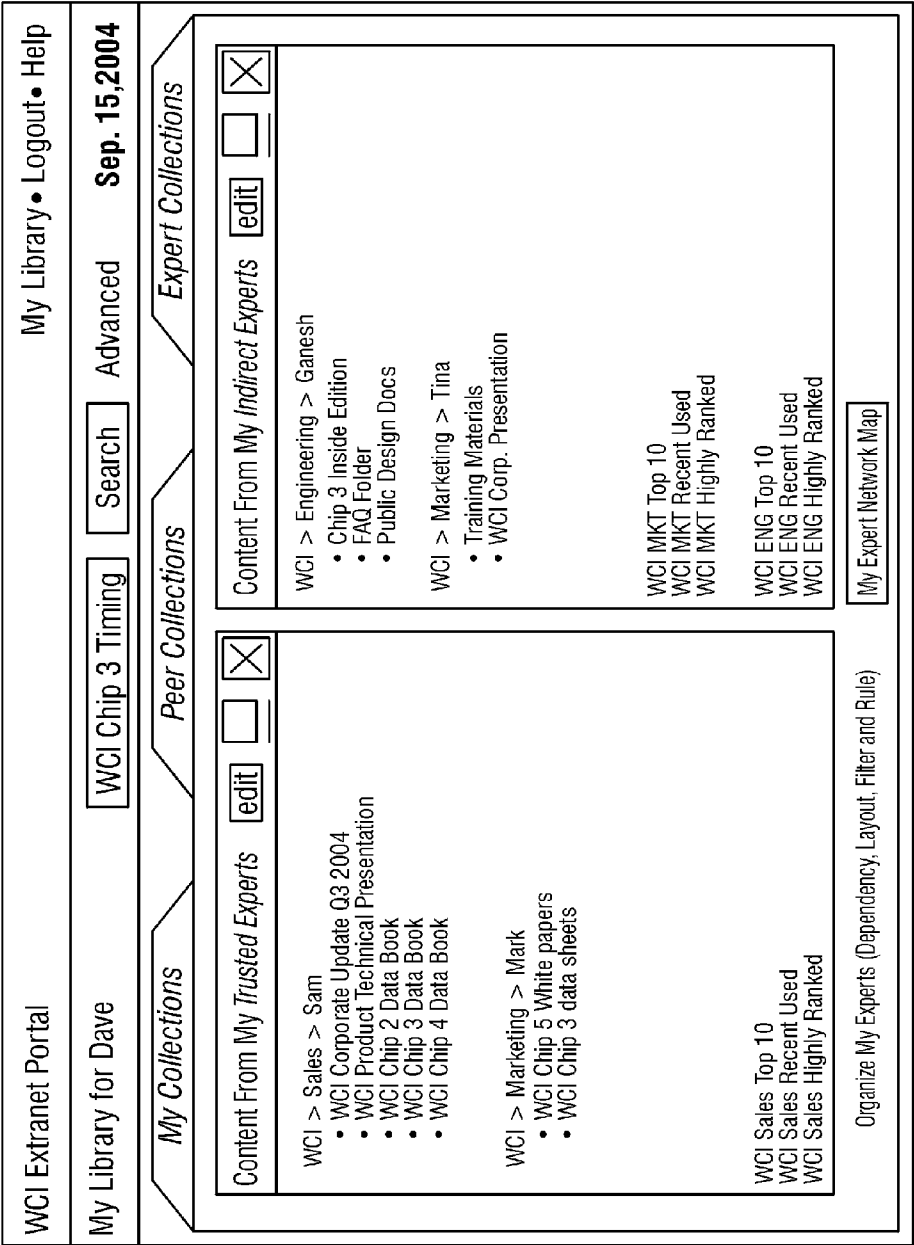 WCI Extranet Portal
My Library • Logout • Help
My Library for Dave
WCI Chip 3 Timing
Search
Advanced
Sep. 15,2004
My Collections
Peer Collections
Expert Collections
Content From My Trusted Experts
edit
WCI > Sales > Sam
• WCI Corporate Update Q3 2004
• WCI Product Technical Presentation
• WCI Chip 2 Data Book
• WCI Chip 3 Data Book
• WCI Chip 4 Data Book
WCI > Marketing > Mark
• WCI Chip 5 White papers
• WCI Chip 3 data sheets
WCI Sales Top 10
WCI Sales Recent Used
WCI Sales Highly Ranked
Content From My Indirect Experts
edit
WCI > Engineering > Ganesh
• Chip 3 Inside Edition
• FAQ Folder
• Public Design Docs
WCI > Marketing > Tina
• Training Materials
• WCI Corp. Presentation
WCI MKT Top 10
WCI MKT Recent Used
WCI MKT Highly Ranked
WCI ENG Top 10
WCI ENG Recent Used
WCI ENG Highly Ranked
Organize My Experts (Dependency, Layout, Filter and Rule)
My Expert Network Map